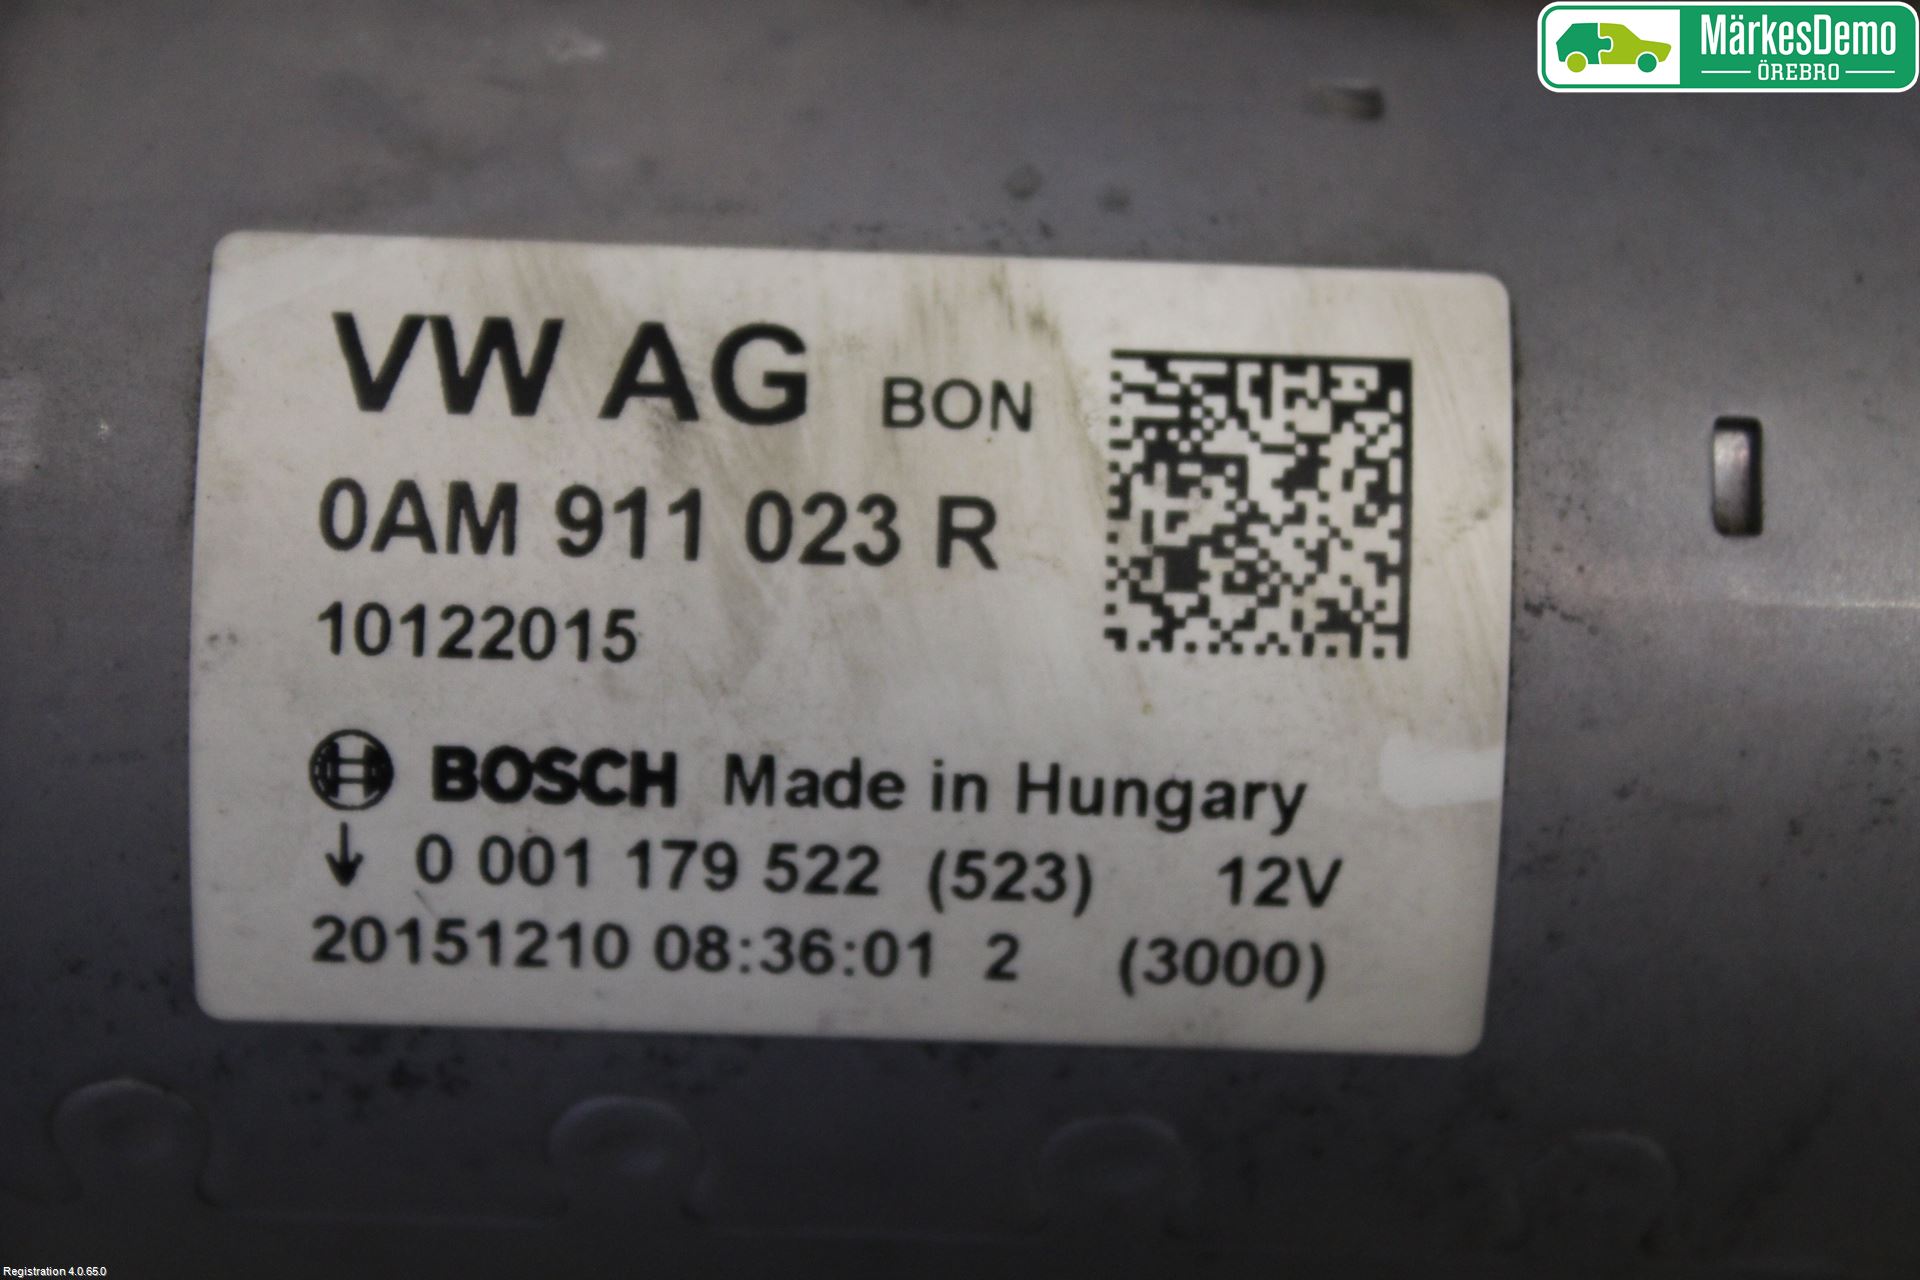 MärkesDemo
ÖREBRO
VW AG BON
0AM 911 023 R
10122015
BOSCH Made in Hungary
↓ 0 001 179 522 (523) 12V
20151210 08:36:01 2 (3000)
Registration 4.0.65.0